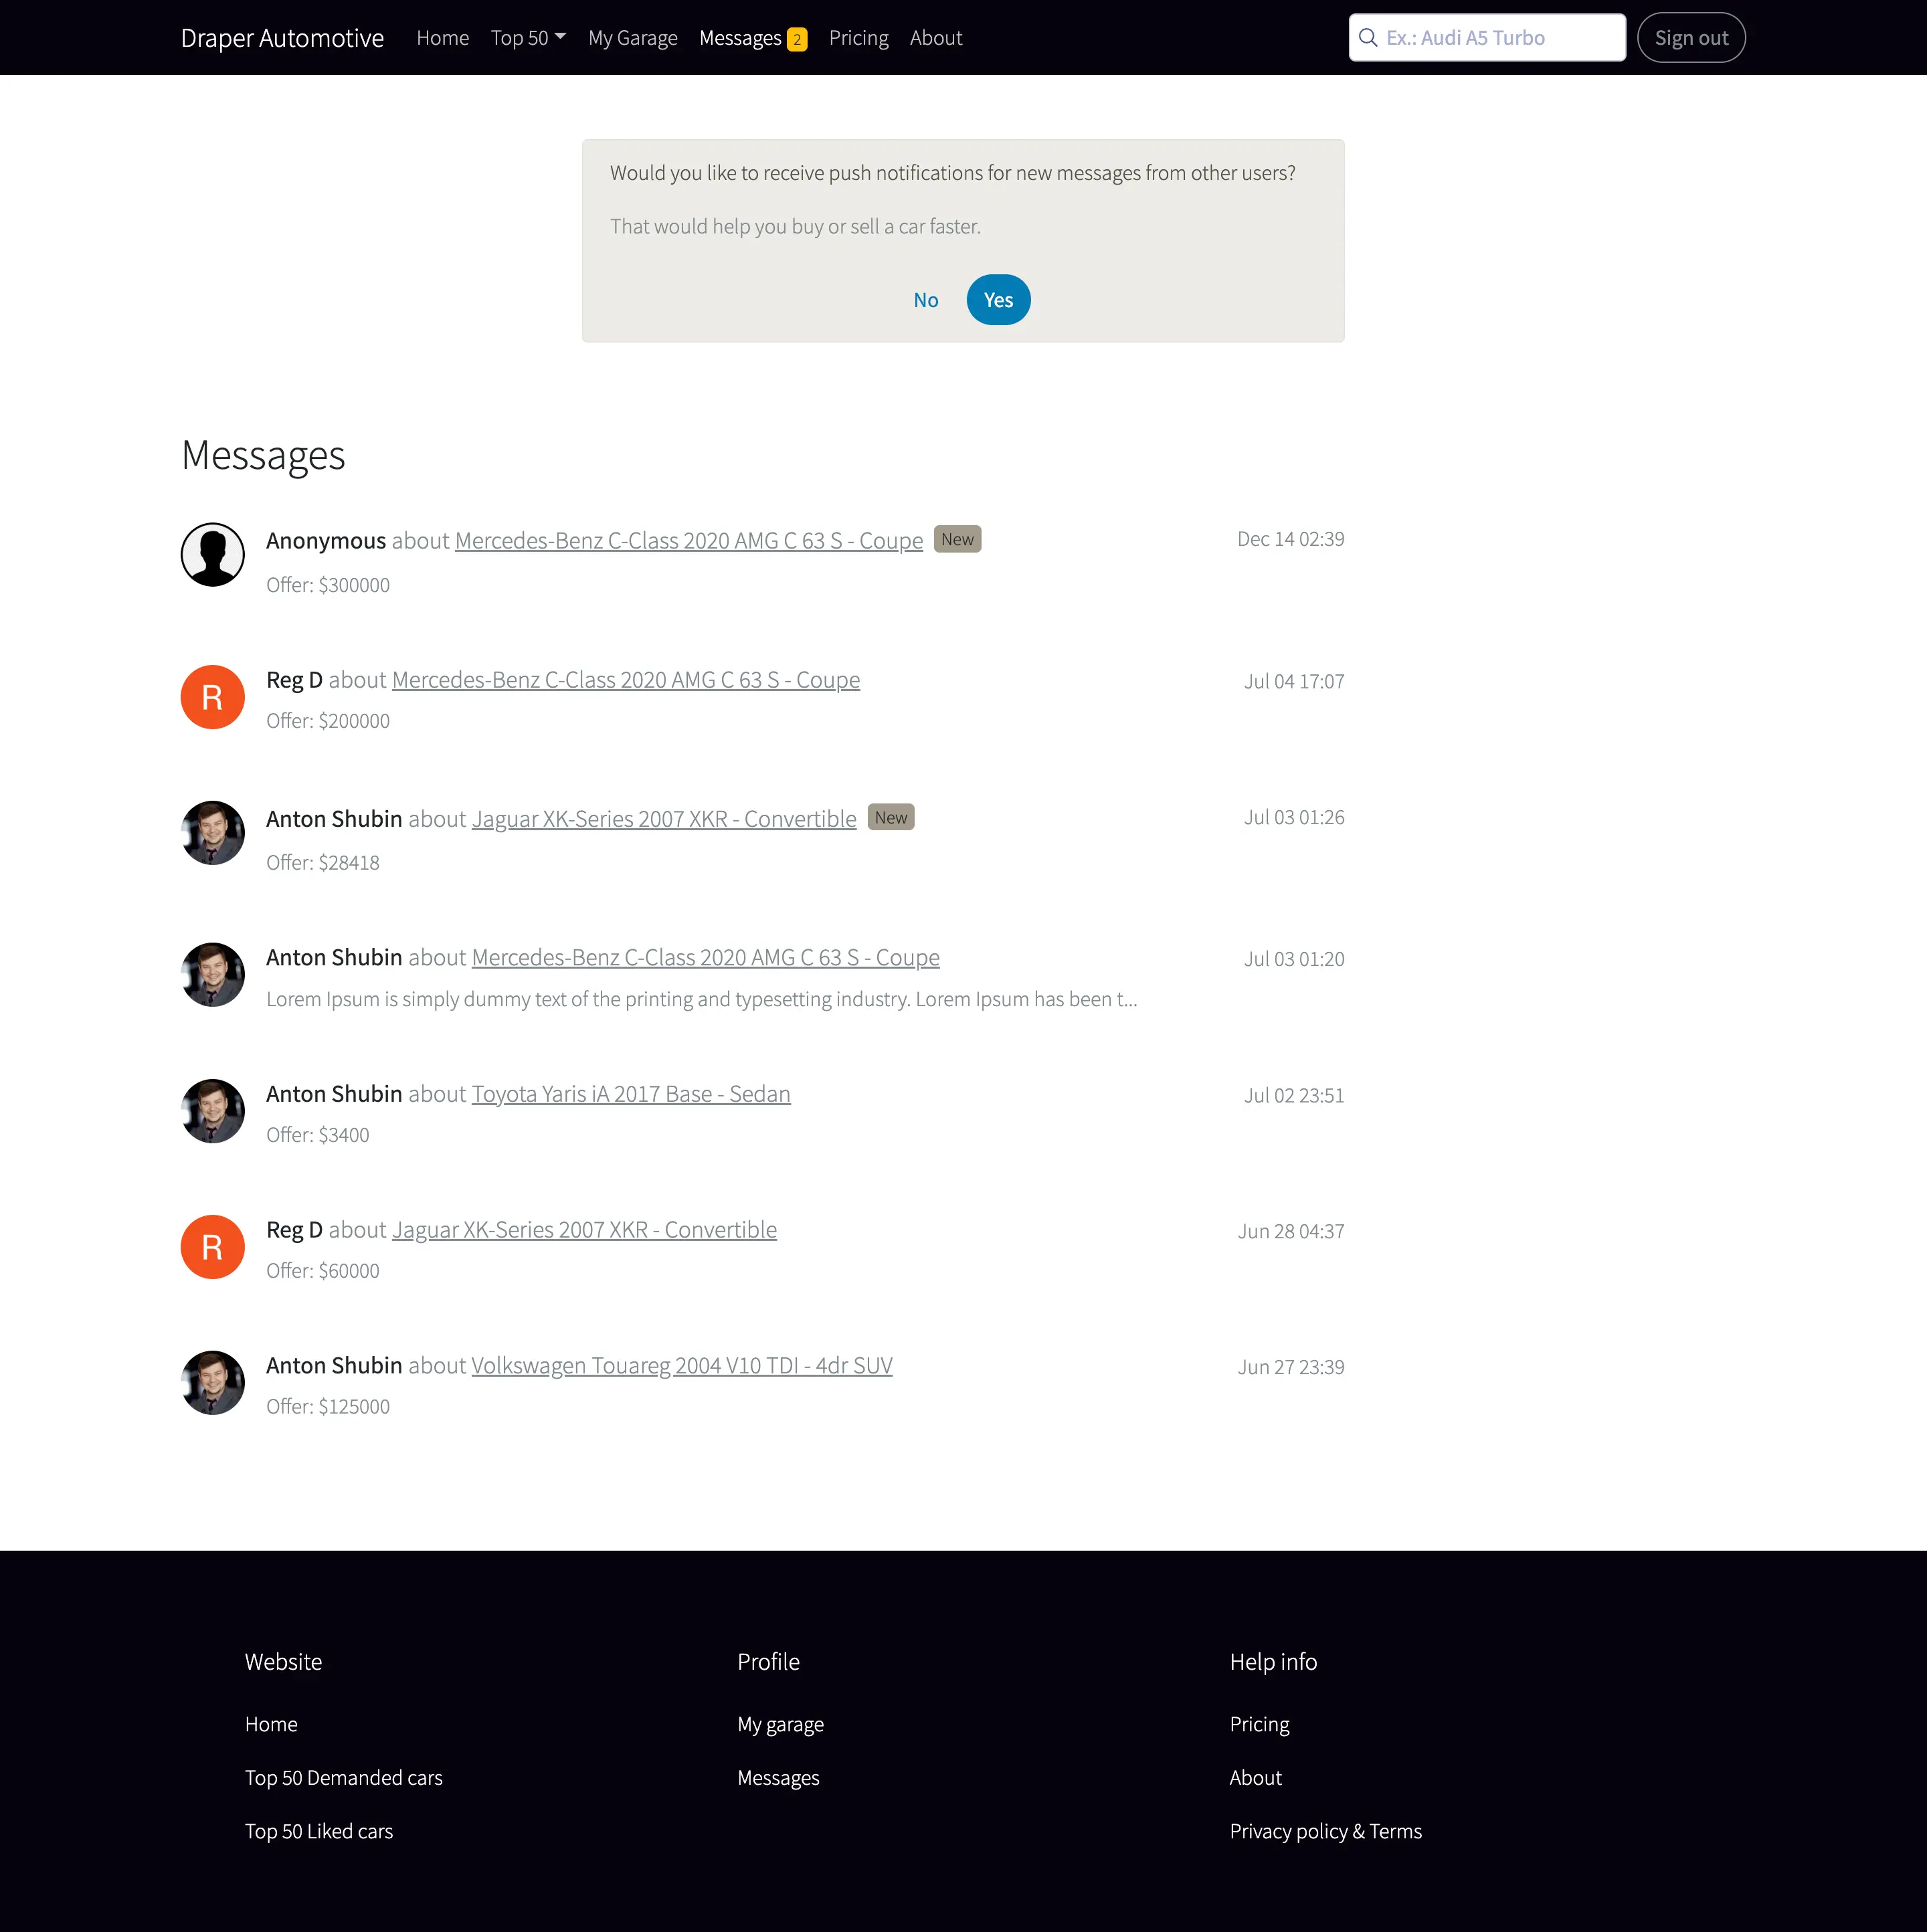 Draper Automotive Home Top 50 My Garage Messages 2 Pricing About Ex.: Audi A5 Turbo Sign out
Would you like to receive push notifications for new messages from other users?
That would help you buy or sell a car faster.
No Yes
Messages
Anonymous about Mercedes-Benz C-Class 2020 AMG C 63 S - Coupe New Dec 14 02:39
Offer: $300000
R
Reg D about Mercedes-Benz C-Class 2020 AMG C 63 S - Coupe Jul 04 17:07
Offer: $200000
Anton Shubin about Jaguar XK-Series 2007 XKR - Convertible New Jul 03 01:26
Offer: $28418
Anton Shubin about Mercedes-Benz C-Class 2020 AMG C 63 S - Coupe Jul 03 01:20
Lorem Ipsum is simply dummy text of the printing and typesetting industry. Lorem Ipsum has been t...
Anton Shubin about Toyota Yaris iA 2017 Base - Sedan Jul 02 23:51
Offer: $3400
R
Reg D about Jaguar XK-Series 2007 XKR - Convertible Jun 28 04:37
Offer: $60000
Anton Shubin about Volkswagen Touareg 2004 V10 TDI - 4dr SUV Jun 27 23:39
Offer: $125000
Website
Home
Top 50 Demanded cars
Top 50 Liked cars
Profile
My garage
Messages
Help info
Pricing
About
Privacy policy & Terms